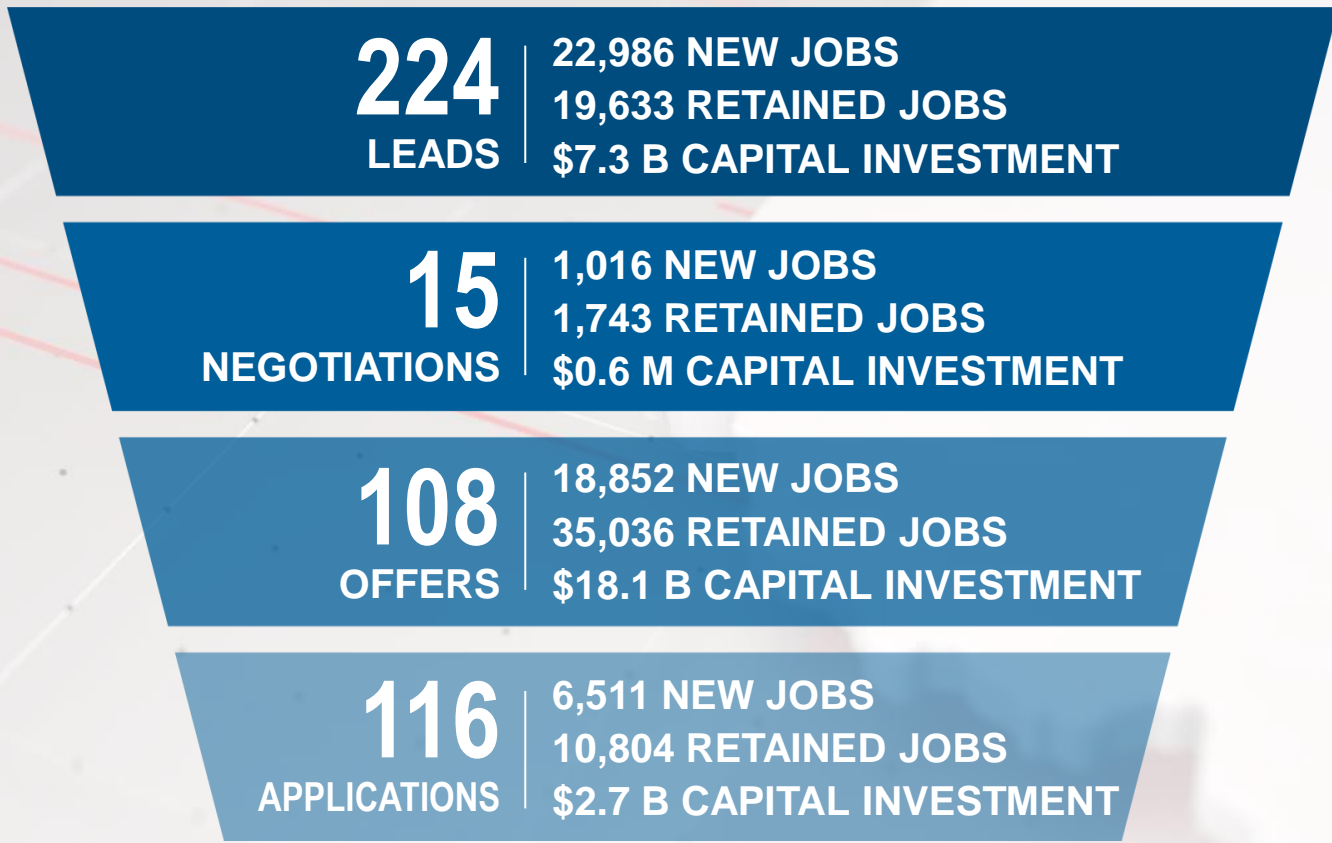 224
LEADS
22,986 NEW JOBS
19,633 RETAINED JOBS
$7.3 B CAPITAL INVESTMENT
15
NEGOTIATIONS
1,016 NEW JOBS
1,743 RETAINED JOBS
$0.6 M CAPITAL INVESTMENT
108
OFFERS
18,852 NEW JOBS
35,036 RETAINED JOBS
$18.1 B CAPITAL INVESTMENT
116
APPLICATIONS
6,511 NEW JOBS
10,804 RETAINED JOBS
$2.7 B CAPITAL INVESTMENT